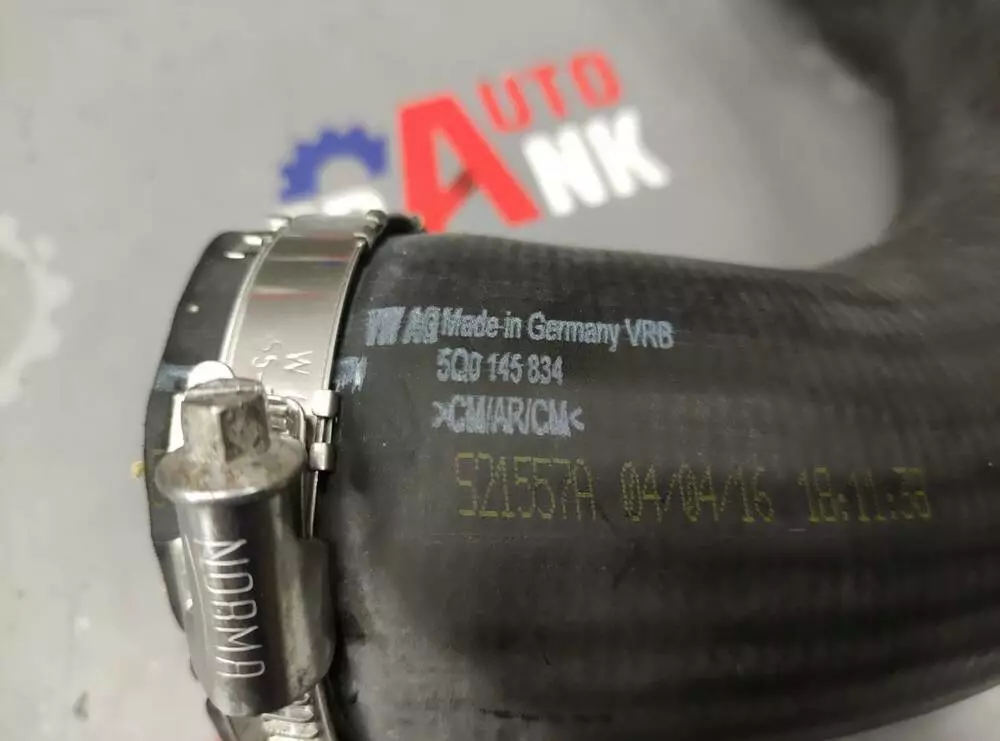 AUTO
ANK
VW AG Made in Germany VRB
5Q0 145 834
>CM/AR/CM<
521557A 04/04/16 18:11:38
W
NORMA